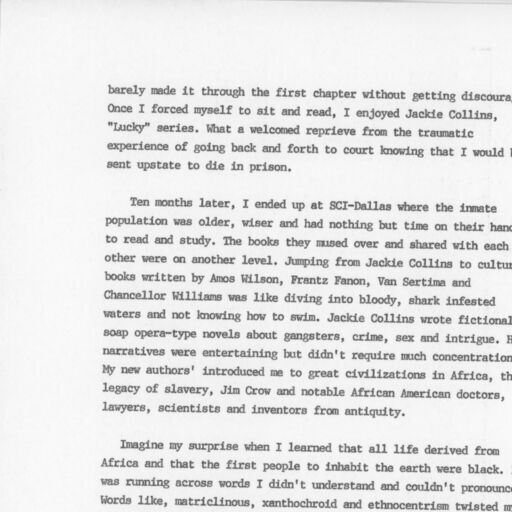 barely made it through the first chapter without getting discoura
Once I forced myself to sit and read, I enjoyed Jackie Collins,
"Lucky" series. What a welcomed reprieve from the traumatic
experience of going back and forth to court knowing that I would
sent upstate to die in prison.
Ten months later, I ended up at SCI-Dallas where the inmate
population was older, wiser and had nothing but time on their hand
to read and study. The books they mused over and shared with each
other were on another level. Jumping from Jackie Collins to cultur
books written by Amos Wilson, Frantz Fanon, Van Sertima and
Chancellor Williams was like diving into bloody, shark infested
waters and not knowing how to swim. Jackie Collins wrote fictional
soap opera-type novels about gangsters, crime, sex and intrigue. H
narratives were entertaining but didn't require much concentration
My new authors' introduced me to great civilizations in Africa, th
legacy of slavery, Jim Crow and notable African American doctors,
lawyers, scientists and inventors from antiquity.
Imagine my surprise when I learned that all life derived from
Africa and that the first people to inhabit the earth were black.
was running across words I didn't understand and couldn't pronounc
Words like, matriclinous, xanthochroid and ethnocentrism twisted m